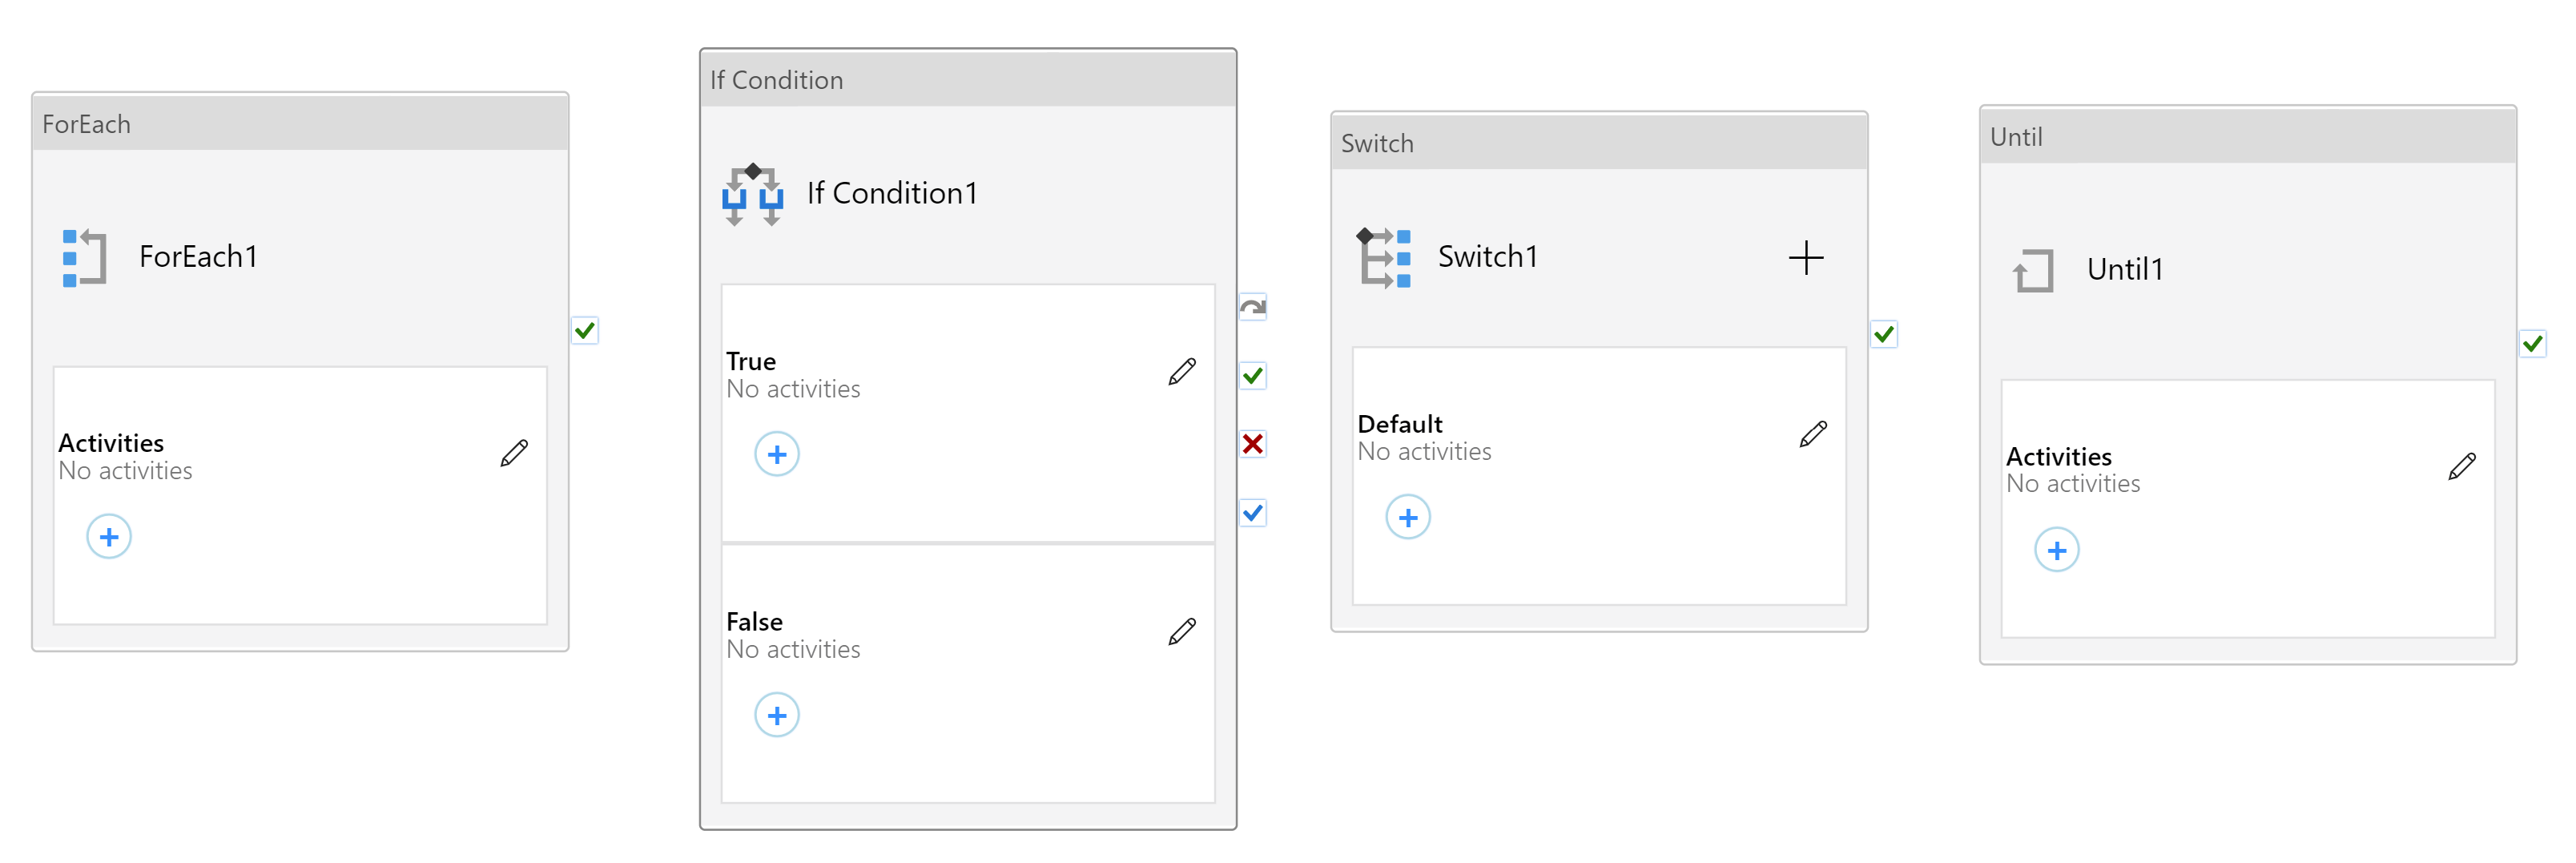 ForEach
ForEach1
Activities
No activities
If Condition
If Condition1
True
No activities
False
No activities
Switch
Switch1
Default
No activities
Until
Until1
Activities
No activities